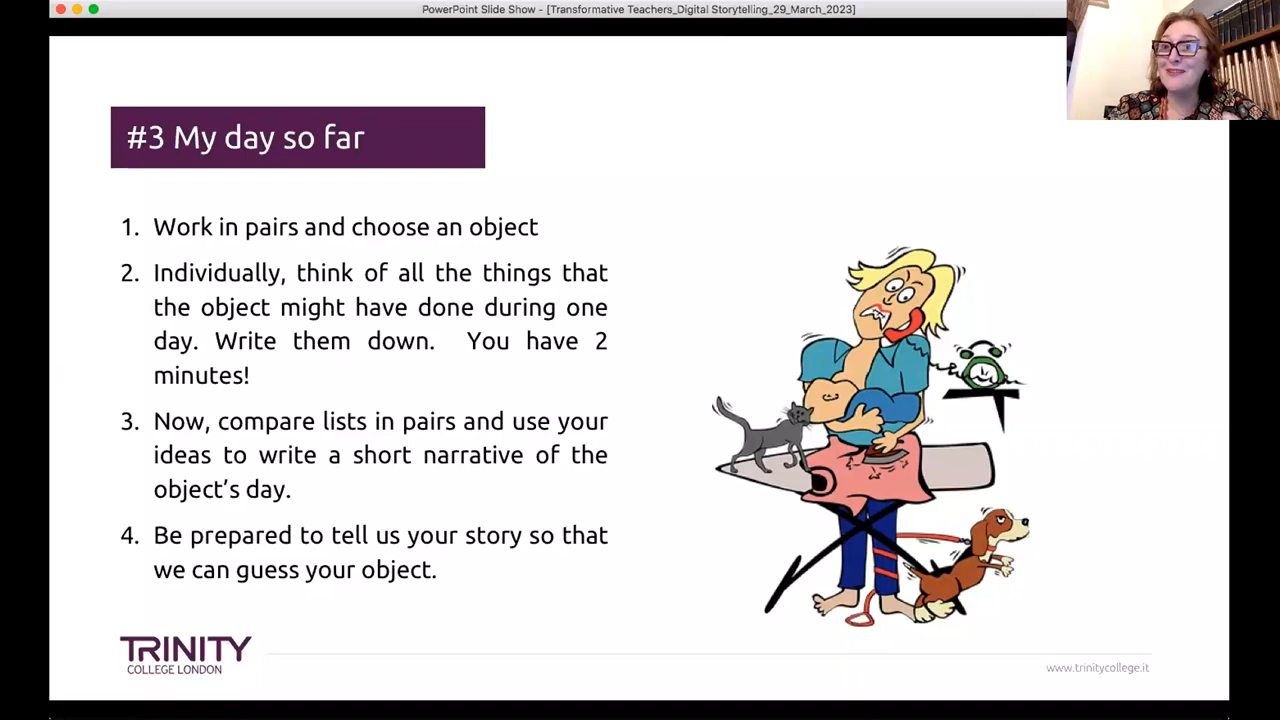 PowerPoint Slide Show - [Transformative Teachers_Digital Storytelling_29_March_2023]
#3 My day so far
1. Work in pairs and choose an object
2. Individually, think of all the things that
the object might have done during one
day. Write them down. You have 2
minutes!
3. Now, compare lists in pairs and use your
ideas to write a short narrative of the
object’s day.
4. Be prepared to tell us your story so that
we can guess your object.
TRINITY
COLLEGE LONDON
www.trinitycollege.it